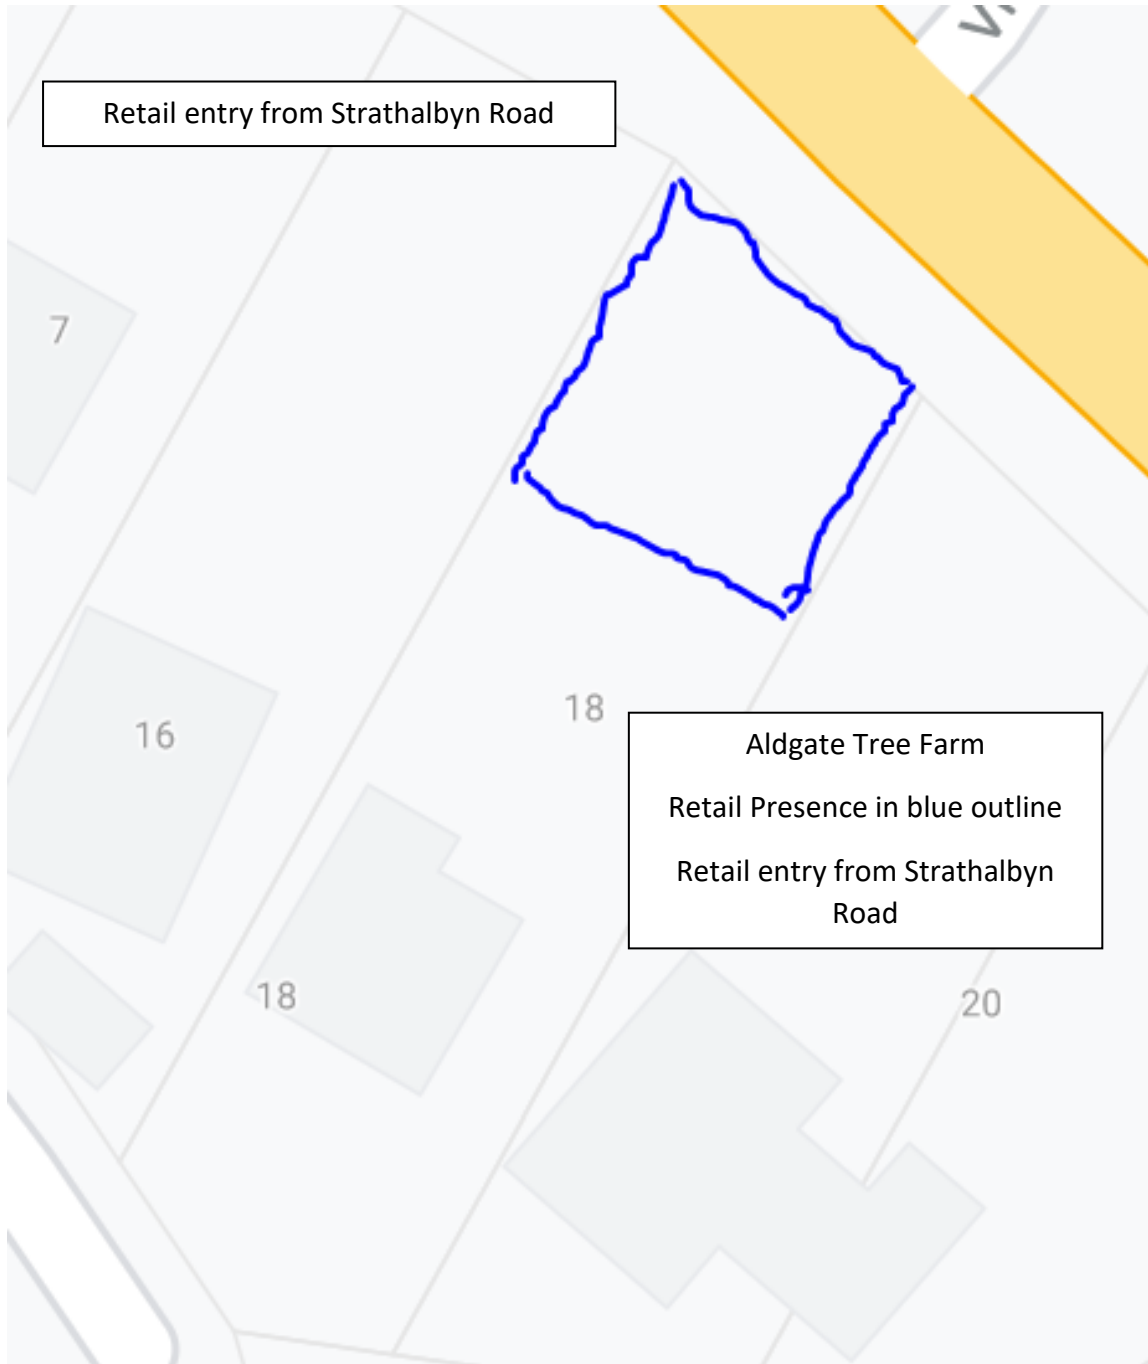 Retail entry from Strathalbyn Road
7
18
16
Aldgate Tree Farm
Retail Presence in blue outline
Retail entry from Strathalbyn
Road
18
20